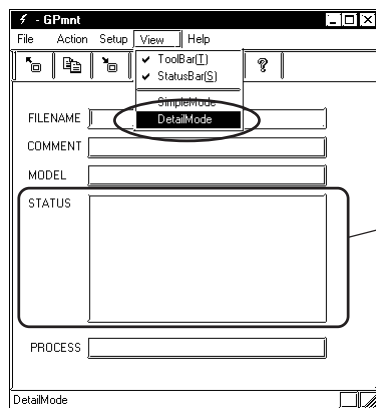 - GPmnt
File Action Setup View Help
✓ ToolBar(T)
✓ StatusBar(S)
SimpleMode
DetailMode
FILENAME
COMMENT
MODEL
STATUS
PROCESS
DetailMode